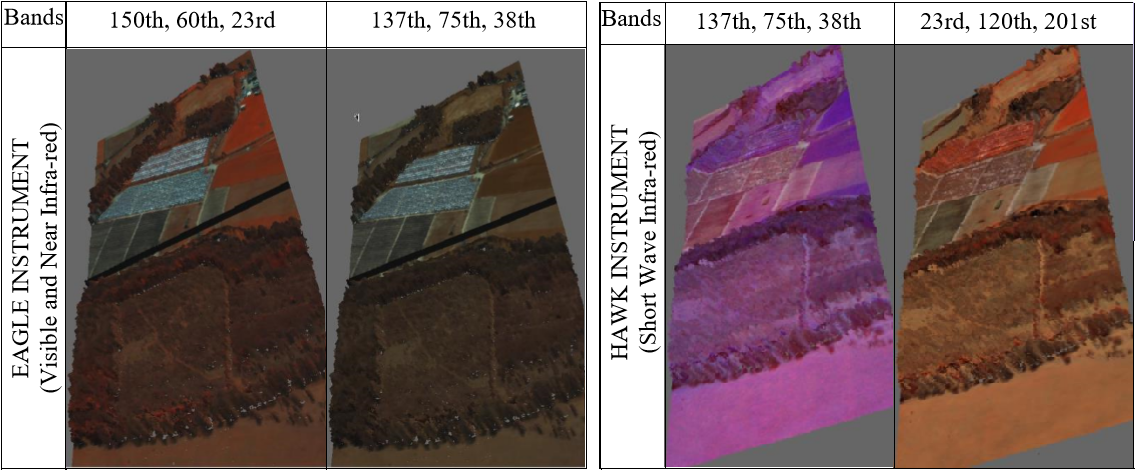 Bands
150th, 60th, 23rd
137th, 75th, 38th
EAGLE INSTRUMENT
(Visible and Near Infra-red)
Bands
137th, 75th, 38th
23rd, 120th, 201st
HAWK INSTRUMENT
(Short Wave Infra-red)